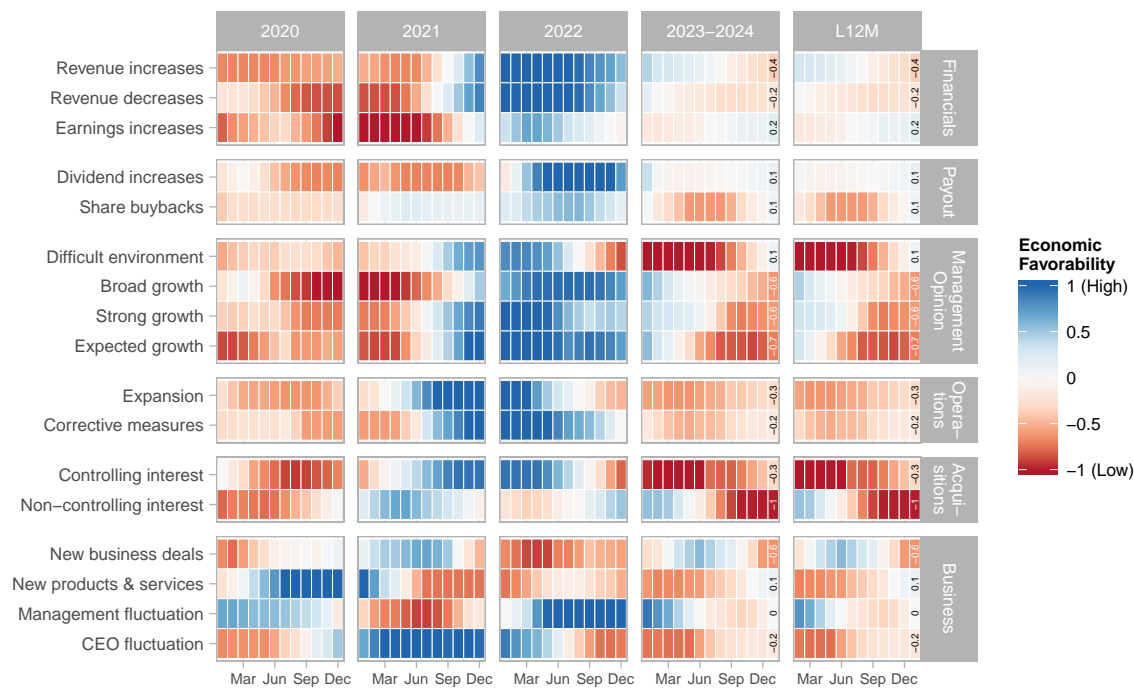 2020 2021 2022 2023–2024 L12M
Revenue increases −0.4 −0.4
Revenue decreases −0.2 −0.2
Earnings increases 0.2 0.2
Financials
Dividend increases 0.1 0.1
Share buybacks 0.1 0.1
Payout
Difficult environment 0.1 0.1
Broad growth −0.6 −0.6
Strong growth −0.6 −0.6
Expected growth −0.7 −0.7
Management
Opinion
Expansion −0.3 −0.3
Corrective measures −0.2 −0.2
Opera–
tions
Controlling interest −0.3 −0.3
Non–controlling interest −1 −1
Acqui–
sitions
New business deals −0.6 −0.6
New products & services 0.1 0.1
Management fluctuation 0 0
CEO fluctuation −0.2 −0.2
Business
Mar Jun Sep Dec Mar Jun Sep Dec Mar Jun Sep Dec Mar Jun Sep Dec Mar Jun Sep Dec
Economic
Favorability
1 (High)
0.5
0
−0.5
−1 (Low)